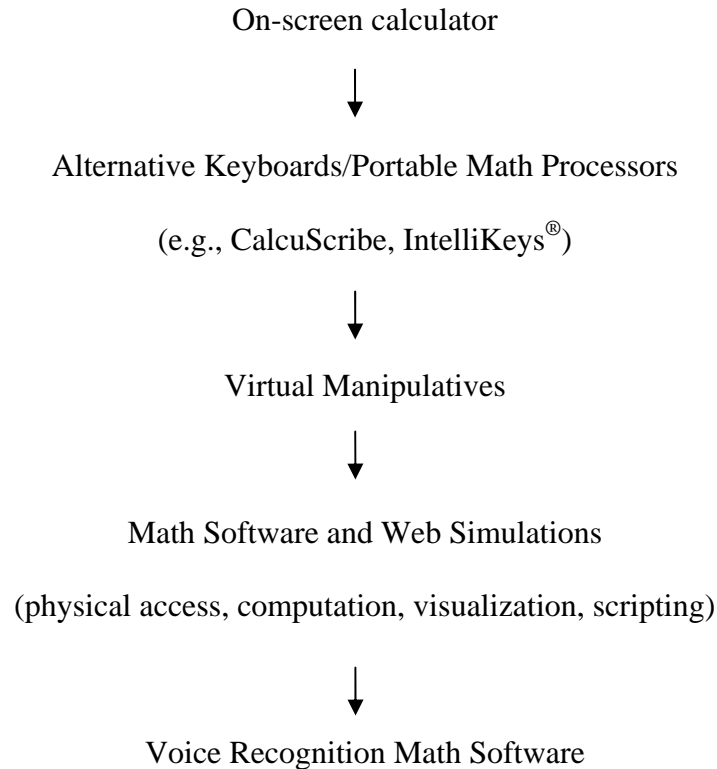 On-screen calculator
Alternative Keyboards/Portable Math Processors
(e.g., CalcuScribe, IntelliKeys®)
Virtual Manipulatives
Math Software and Web Simulations
(physical access, computation, visualization, scripting)
Voice Recognition Math Software